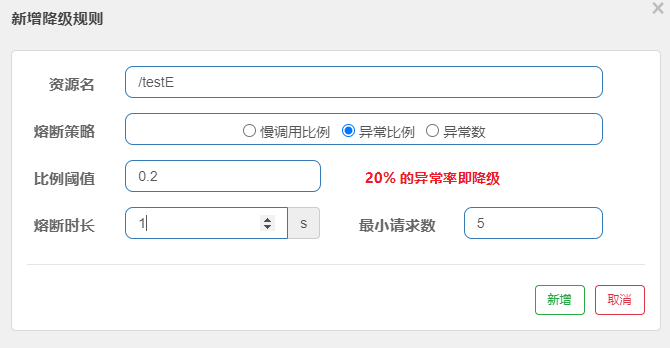 新增降级规则
资源名 /testE
熔断策略 慢调用比例 异常比例 异常数
比例阈值 0.2 20% 的异常率即降级
熔断时长 1 s 最小请求数 5
新增 取消